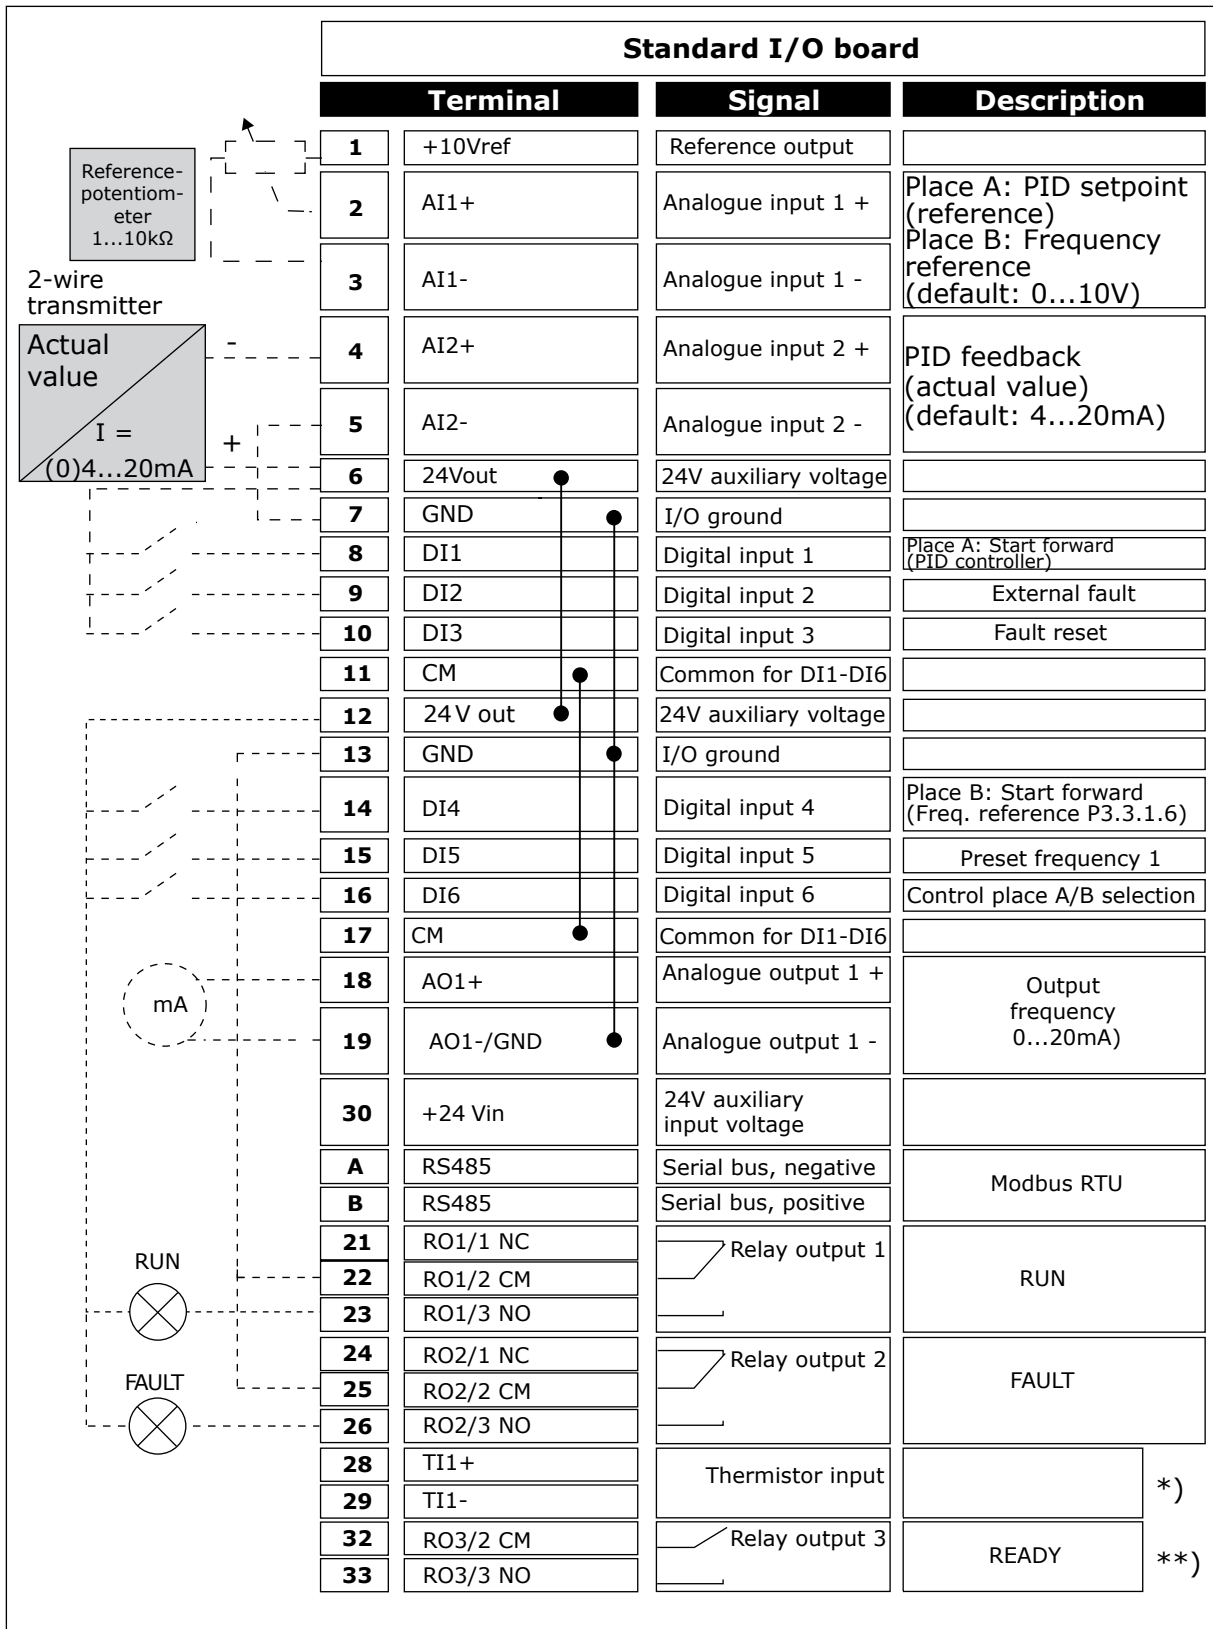 Standard I/O board
Terminal Signal Description
Reference-
potentiom-
eter
1...10kΩ
1 +10Vref Reference output
2 AI1+ Analogue input 1 +
3 AI1- Analogue input 1 -
Place A: PID setpoint
(reference)
Place B: Frequency
reference
(default: 0...10V)
2-wire
transmitter
Actual
value
I =
(0)4...20mA
-
+
4 AI2+ Analogue input 2 +
5 AI2- Analogue input 2 -
PID feedback
(actual value)
(default: 4...20mA)
6 24Vout 24V auxiliary voltage
7 GND I/O ground
8 DI1 Digital input 1
Place A: Start forward
(PID controller)
9 DI2 Digital input 2 External fault
10 DI3 Digital input 3 Fault reset
11 CM Common for DI1-DI6
12 24V out 24V auxiliary voltage
13 GND I/O ground
14 DI4 Digital input 4
Place B: Start forward
(Freq. reference P3.3.1.6)
15 DI5 Digital input 5 Preset frequency 1
16 DI6 Digital input 6 Control place A/B selection
17 CM Common for DI1-DI6
mA
18 AO1+ Analogue output 1 +
19 AO1-/GND Analogue output 1 -
Output
frequency
0...20mA)
30 +24 Vin
24V auxiliary
input voltage
A RS485 Serial bus, negative
B RS485 Serial bus, positive
Modbus RTU
21 RO1/1 NC Relay output 1
RUN
22 RO1/2 CM RUN
23 RO1/3 NO
24 RO2/1 NC Relay output 2
FAULT
25 RO2/2 CM FAULT
26 RO2/3 NO
28 TI1+ Thermistor input *)
29 TI1-
32 RO3/2 CM Relay output 3
READY **)
33 RO3/3 NO